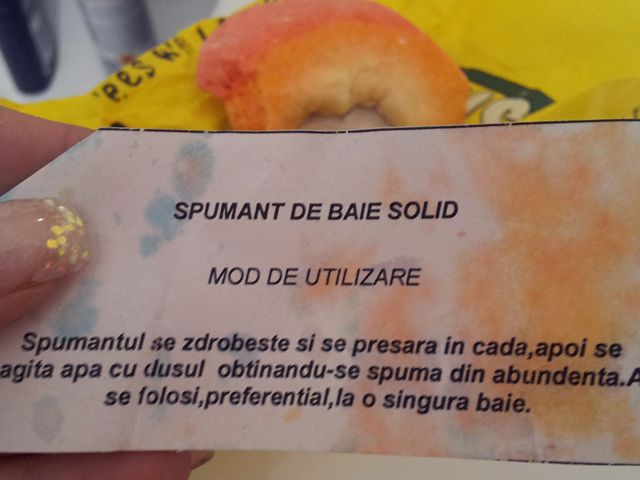 SPUMANT DE BAIE SOLID
MOD DE UTILIZARE
Spumantul se zdrobeste si se presara in cada,apoi se
agita apa cu dusul obtinandu-se spuma din abundenta.A
se folosi,preferential,la o singura baie.